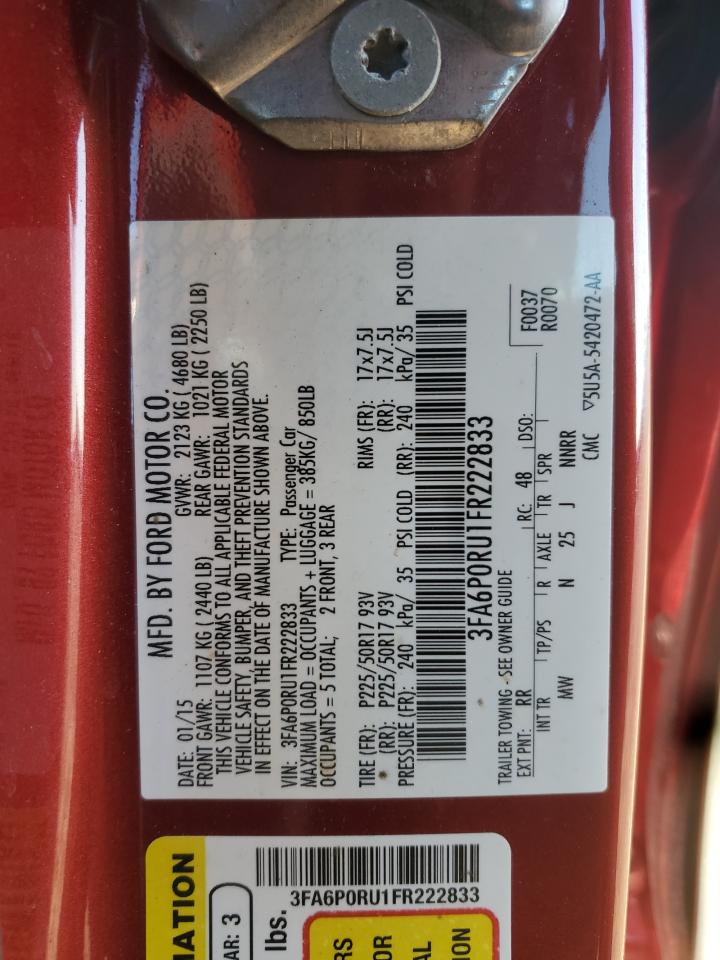 MFD. BY FORD MOTOR CO.
DATE: 01/15 GVWR: 2123 KG ( 4680 LB)
FRONT GAWR: 1107 KG ( 2440 LB) REAR GAWR: 1021 KG ( 2250 LB)
THIS VEHICLE CONFORMS TO ALL APPLICABLE FEDERAL MOTOR
VEHICLE SAFETY, BUMPER, AND THEFT PREVENTION STANDARDS
IN EFFECT ON THE DATE OF MANUFACTURE SHOWN ABOVE.
VIN: 3FA6P0RU1FR222833 TYPE: Passenger Car
MAXIMUM LOAD = OCCUPANTS + LUGGAGE = 385KG/ 850LB
OCCUPANTS = 5 TOTAL; 2 FRONT, 3 REAR
TIRE (FR): P225/50R17 93V RIMS (FR): 17x7.5J
(RR): P225/50R17 93V (RR): 17x7.5J
PRESSURE (FR): 240 kPa/ 35 PSI COLD (RR): 240 kPa/ 35 PSI COLD
3FA6P0RU1FR222833
TRAILER TOWING - SEE OWNER GUIDE
F0037
EXT PNT: RR RC: 48 DSO: R0070
INT TR TP/PS R AXLE TR SPR
MW N 25 J NNRR
CMC ▽5U5A-5420472-AA
MATION
AR: 3
lbs.
3FA6P0RU1FR222833
RS
OR
AL
ION